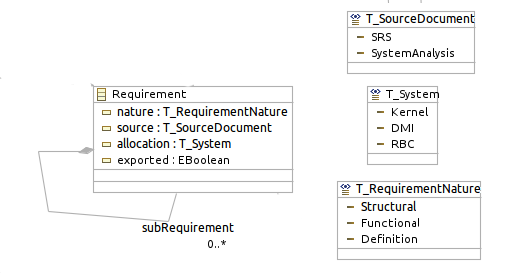 T_SourceDocument
SRS
SystemAnalysis
Requirement
nature : T_RequirementNature
source : T_SourceDocument
allocation : T_System
exported : EBoolean
subRequirement
0..*
T_System
Kernel
DMI
RBC
T_RequirementNature
Structural
Functional
Definition